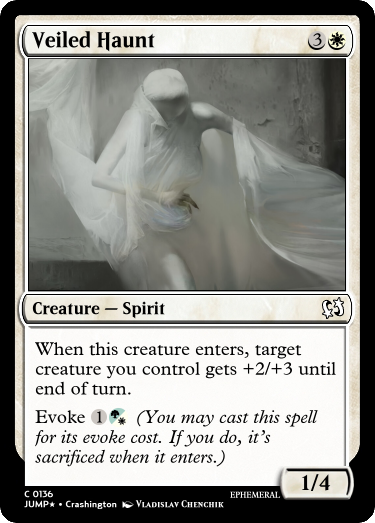 Veiled Haunt 3
Creature — Spirit
When this creature enters, target
creature you control gets +2/+3 until
end of turn.
Evoke 1 (You may cast this spell
for its evoke cost. If you do, it's
sacrificed when it enters.)
1/4
C 0136 EPHEMERAL
JUMP★ • Crashington Vladislav Chenchik